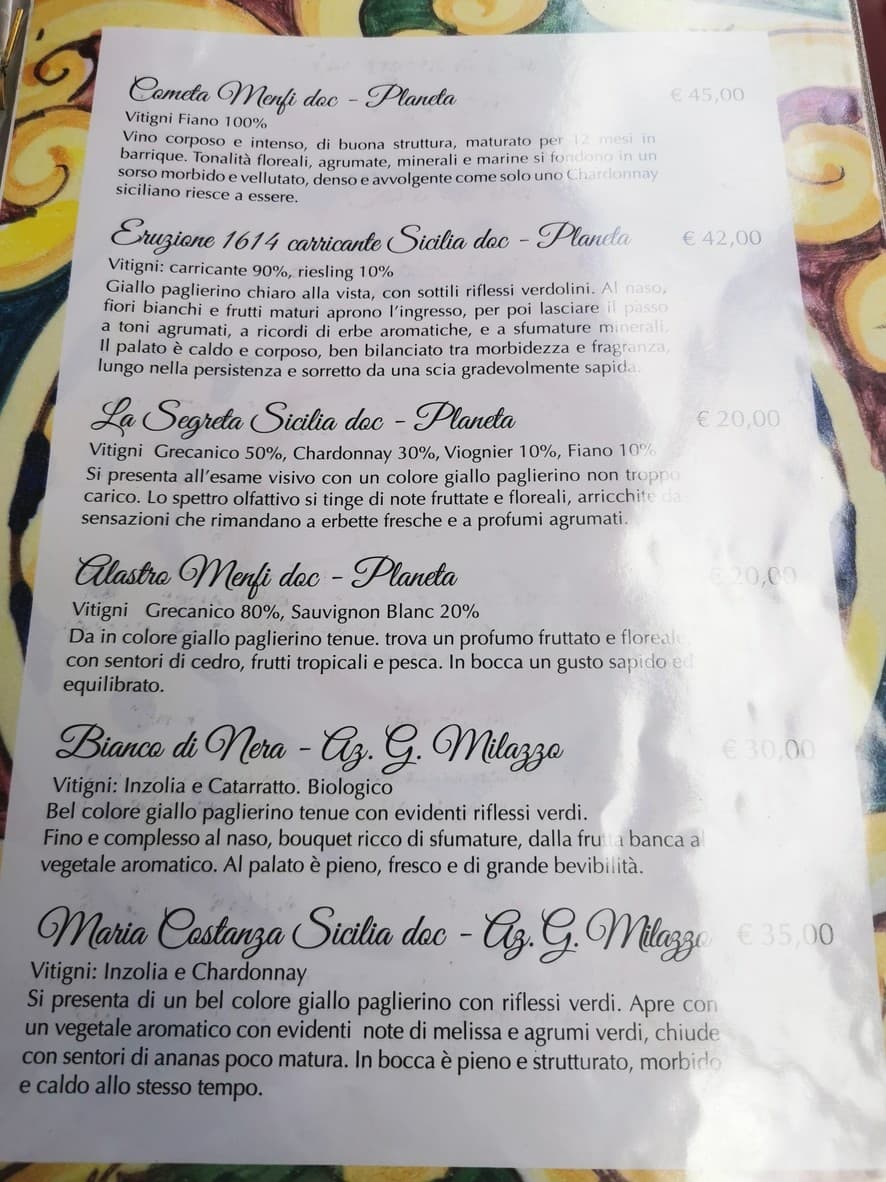 Cometa Menfi doc - Planeta € 45,00
Vitigni Fiano 100%
Vino corposo e intenso, di buona struttura, maturato per 12 mesi in
barrique. Tonalità floreali, agrumate, minerali e marine si fondono in un
sorso morbido e vellutato, denso e avvolgente come solo uno Chardonnay
siciliano riesce a essere.
Eruzione 1614 carricante Sicilia doc - Planeta € 42,00
Vitigni: carricante 90%, riesling 10%
Giallo paglierino chiaro alla vista, con sottili riflessi verdolini. Al naso,
fiori bianchi e frutti maturi aprono l'ingresso, per poi lasciare il passo
a toni agrumati, a ricordi di erbe aromatiche, e a sfumature minerali.
Il palato è caldo e corposo, ben bilanciato tra morbidezza e fragranza,
lungo nella persistenza e sorretto da una scia gradevolmente sapida.
La Segreta Sicilia doc - Planeta € 20,00
Vitigni Grecanico 50%, Chardonnay 30%, Viognier 10%, Fiano 10%
Si presenta all'esame visivo con un colore giallo paglierino non troppo
carico. Lo spettro olfattivo si tinge di note fruttate e floreali, arricchite da
sensazioni che rimandano a erbette fresche e a profumi agrumati.
Alastro Menfi doc - Planeta € 20,00
Vitigni Grecanico 80%, Sauvignon Blanc 20%
Da in colore giallo paglierino tenue. trova un profumo fruttato e floreale,
con sentori di cedro, frutti tropicali e pesca. In bocca un gusto sapido ed
equilibrato.
Bianco di Nera - Az. G. Milazzo € 30,00
Vitigni: Inzolia e Catarratto. Biologico
Bel colore giallo paglierino tenue con evidenti riflessi verdi.
Fino e complesso al naso, bouquet ricco di sfumature, dalla frutta banca al
vegetale aromatico. Al palato è pieno, fresco e di grande bevibilità.
Maria Costanza Sicilia doc - Az. G. Milazzo € 35,00
Vitigni: Inzolia e Chardonnay
Si presenta di un bel colore giallo paglierino con riflessi verdi. Apre con
un vegetale aromatico con evidenti note di melissa e agrumi verdi, chiude
con sentori di ananas poco matura. In bocca è pieno e strutturato, morbido
e caldo allo stesso tempo.